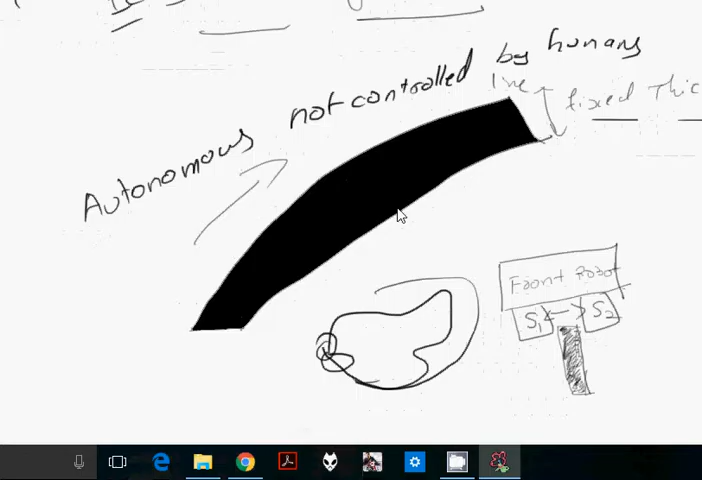 Autonomous not controlled by humans
line
fixed Thic
Front Robot
S1 S2